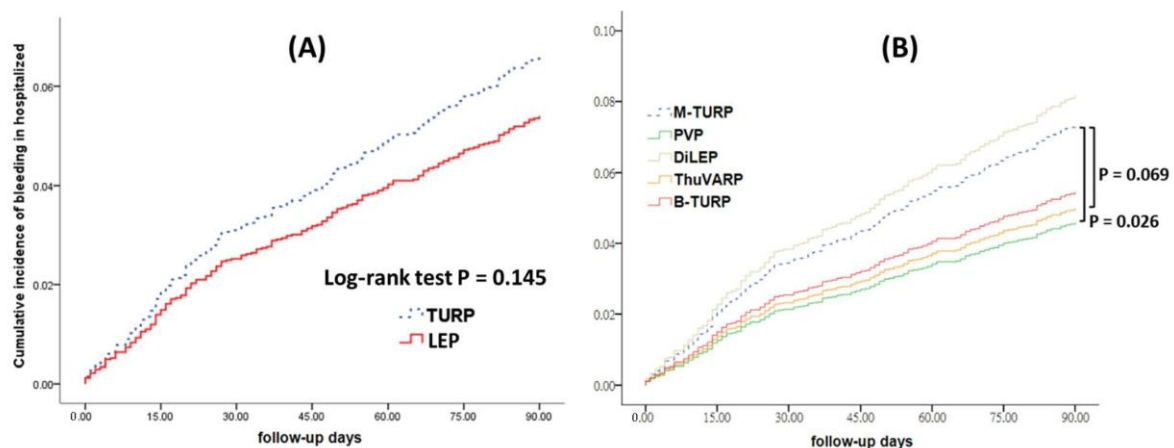 (A)
Cumulative incidence of bleeding in hospitalized
0.06
0.04
0.02
0.00
Log-rank test P = 0.145
TURP
LEP
0.00 15.00 30.00 45.00 60.00 75.00 90.00
follow-up days
(B)
0.10
0.08
0.06
0.04
0.02
0.00
M-TURP
PVP
DiLEP
ThuVARP
B-TURP
P = 0.069
P = 0.026
0.00 15.00 30.00 45.00 60.00 75.00 90.00
follow-up days